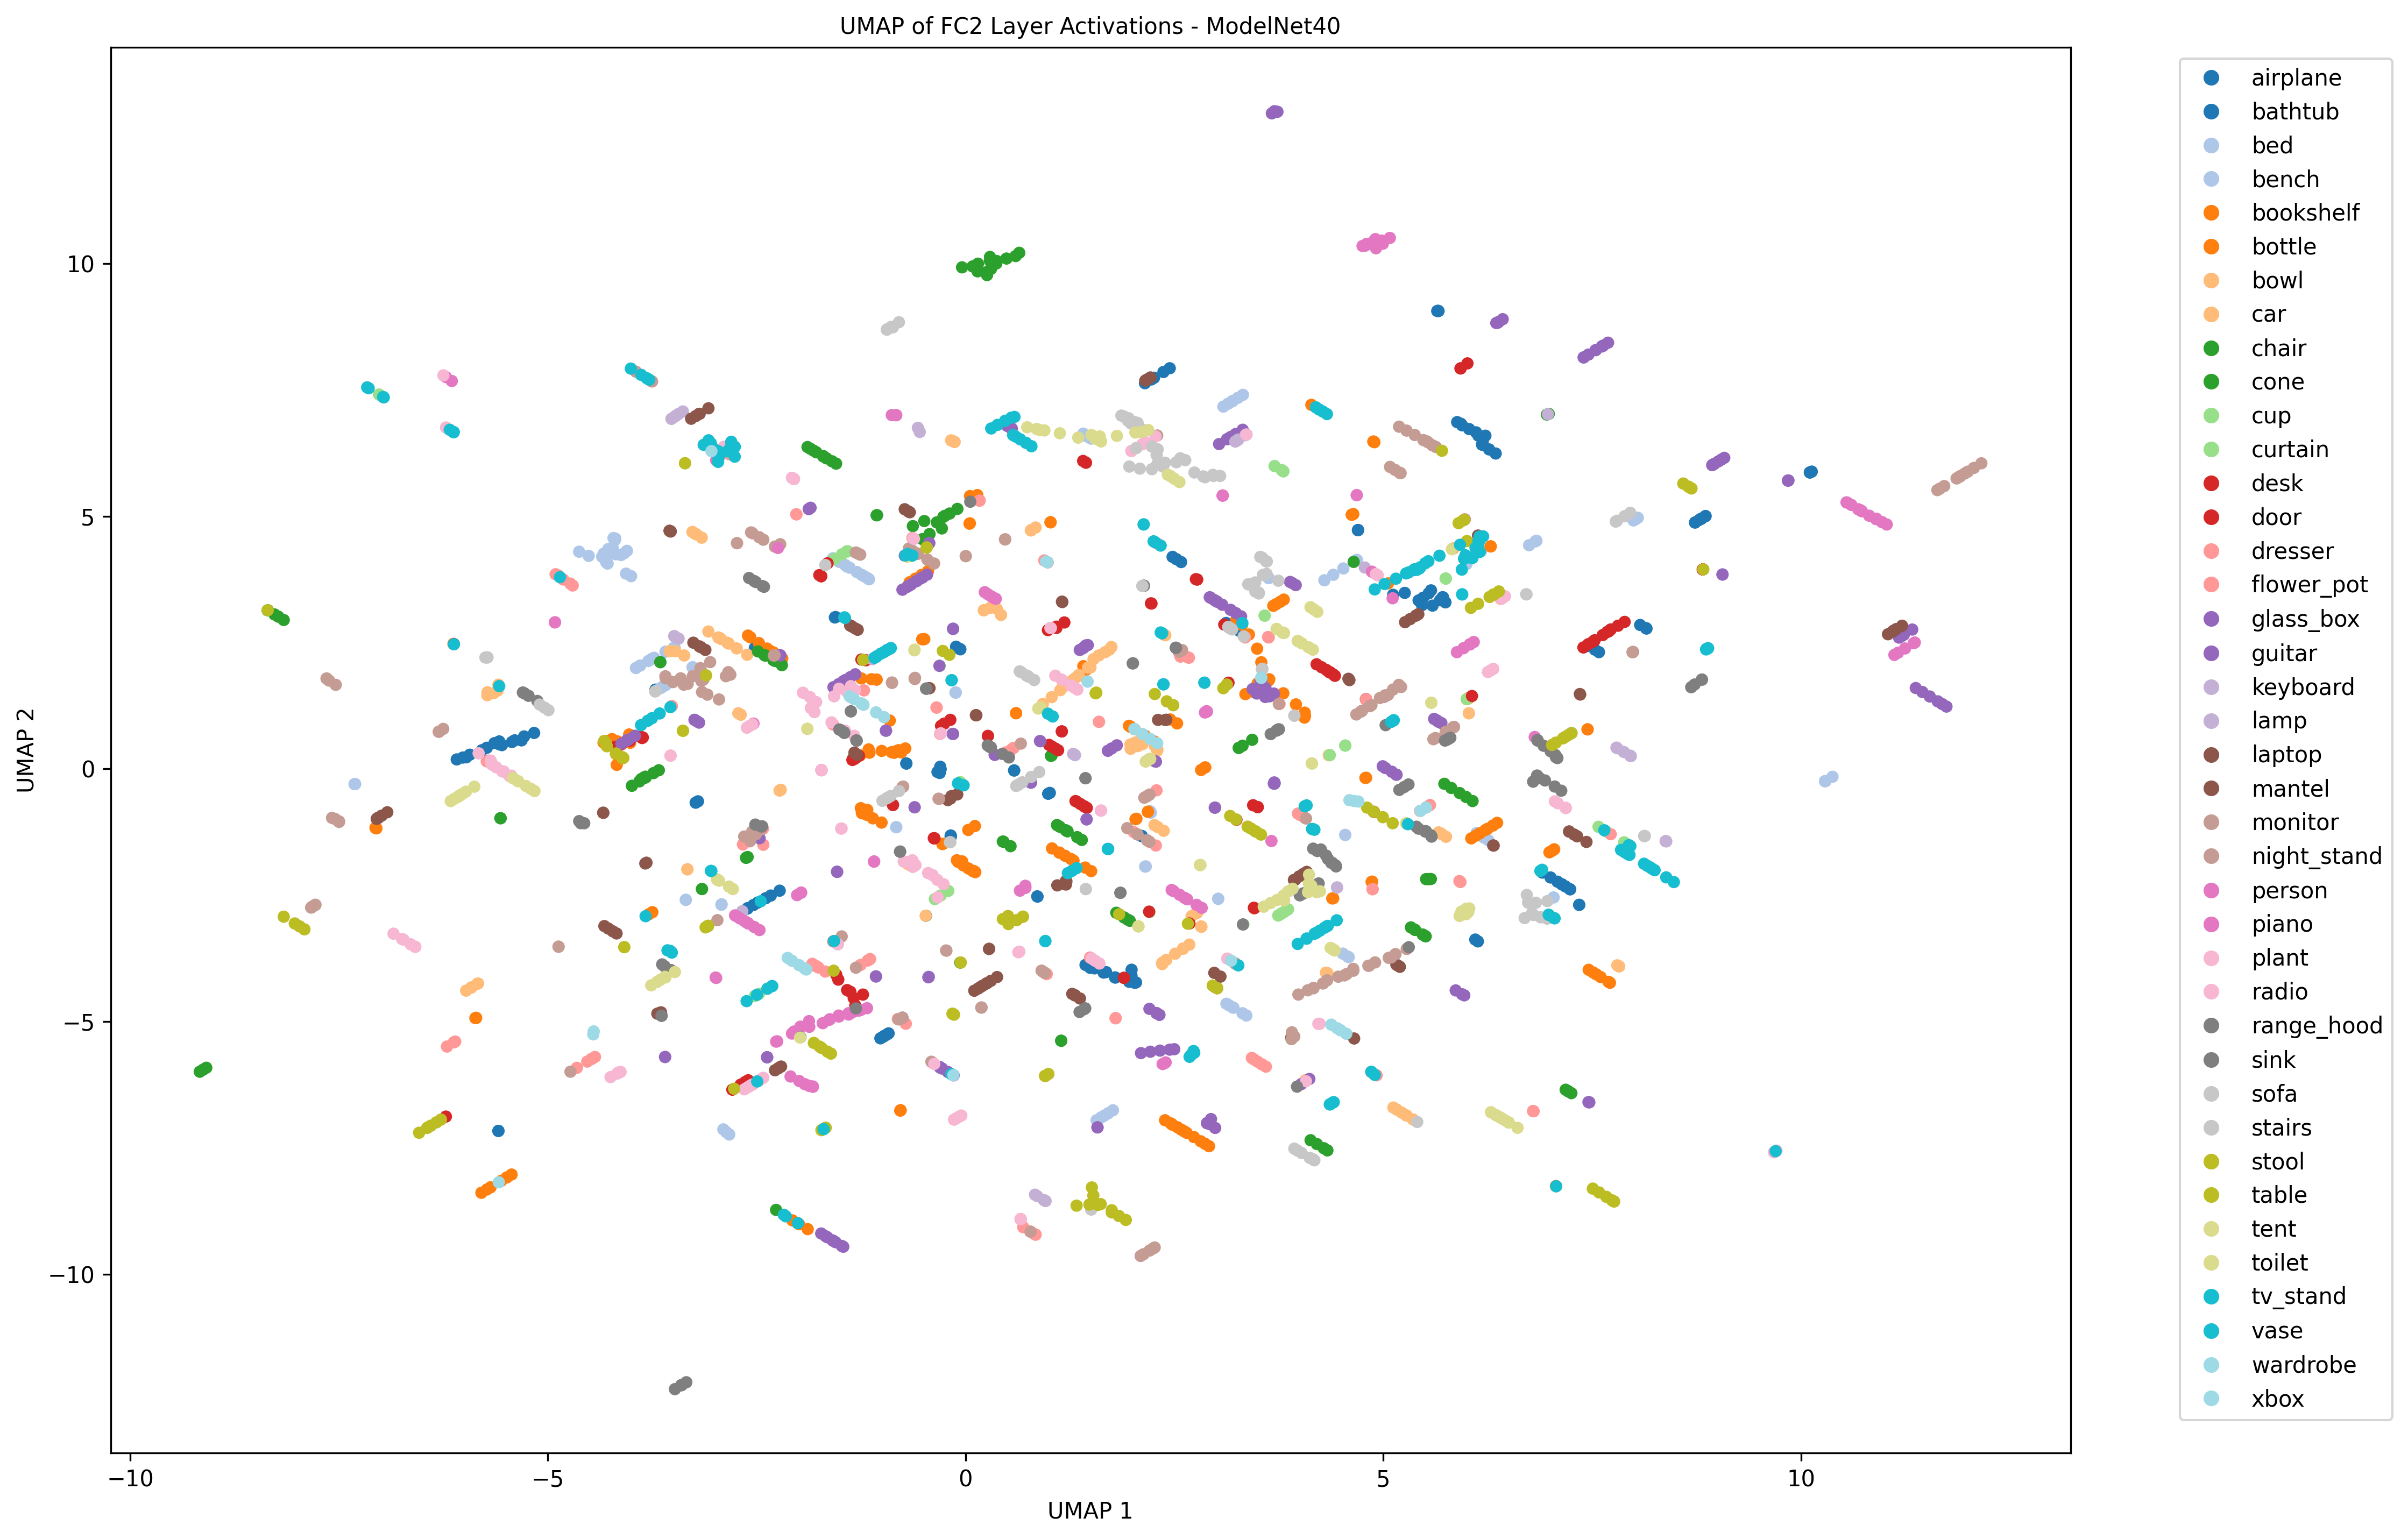 UMAP of FC2 Layer Activations - ModelNet40
10
5
0
−5
−10
UMAP 2
−10
−5
0
5
10
UMAP 1
airplane
bathtub
bed
bench
bookshelf
bottle
bowl
car
chair
cone
cup
curtain
desk
door
dresser
flower_pot
glass_box
guitar
keyboard
lamp
laptop
mantel
monitor
night_stand
person
piano
plant
radio
range_hood
sink
sofa
stairs
stool
table
tent
toilet
tv_stand
vase
wardrobe
xbox